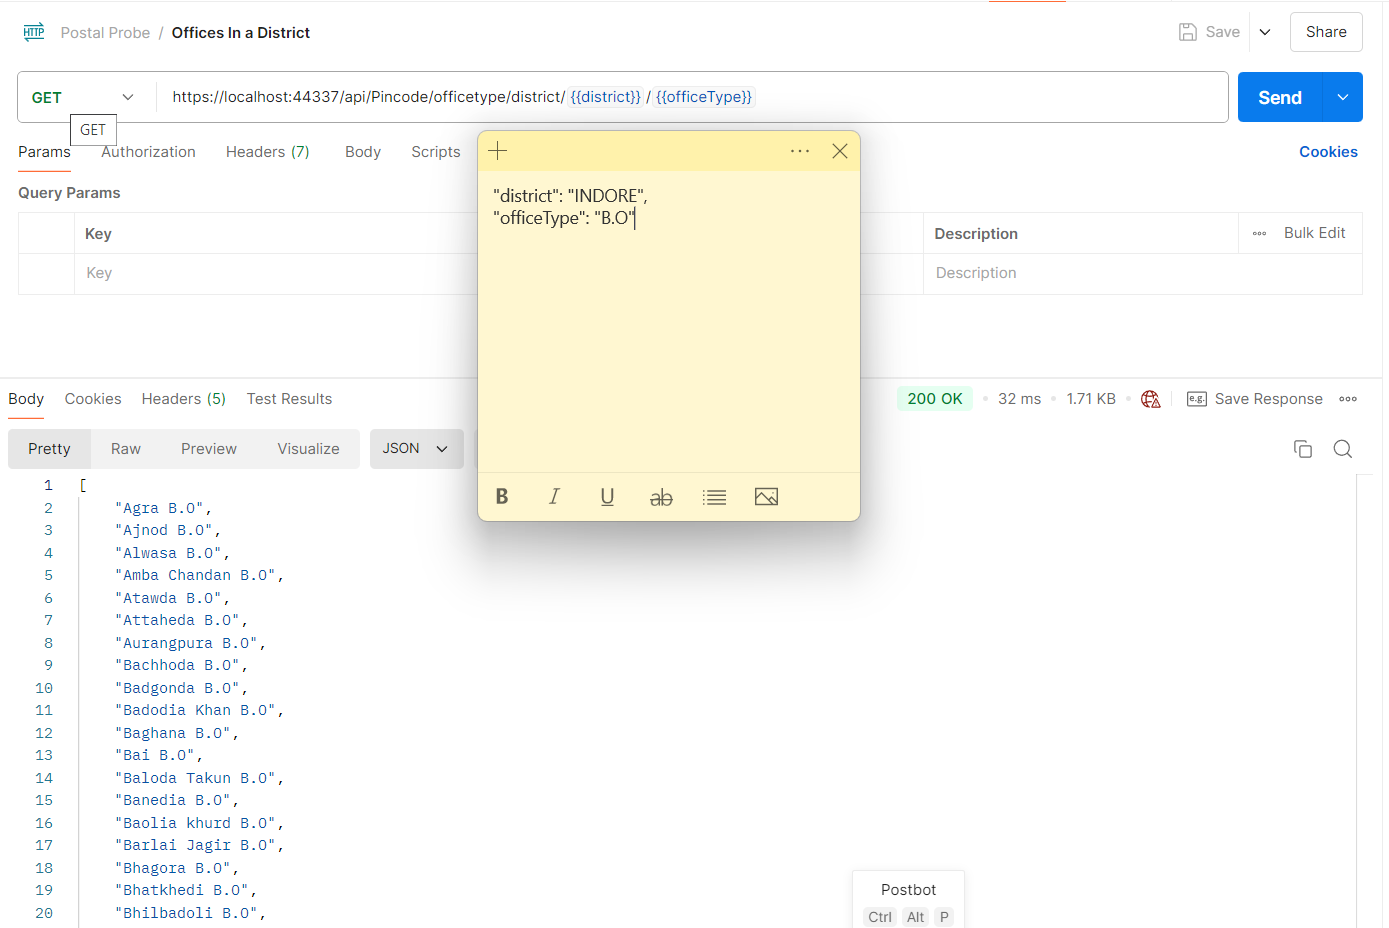 HTTP Postal Probe / Offices In a District Save Share
GET https://localhost:44337/api/Pincode/officetype/district/ {{district}} / {{officeType}} Send
GET
Params Authorization Headers (7) Body Scripts Cookies
Query Params
Key Description Bulk Edit
Key Description
"district": "INDORE",
"officeType": "B.O"
B I U ab
Body Cookies Headers (5) Test Results 200 OK 32 ms 1.71 KB e.g. Save Response
Pretty Raw Preview Visualize JSON
1 [
2 "Agra B.O",
3 "Ajnod B.O",
4 "Alwasa B.O",
5 "Amba Chandan B.O",
6 "Atawda B.O",
7 "Attaheda B.O",
8 "Aurangpura B.O",
9 "Bachhoda B.O",
10 "Badgonda B.O",
11 "Badodia Khan B.O",
12 "Baghana B.O",
13 "Bai B.O",
14 "Baloda Takun B.O",
15 "Banedia B.O",
16 "Baolia khurd B.O",
17 "Barlai Jagir B.O",
18 "Bhagora B.O",
19 "Bhatkhedi B.O",
20 "Bhilbadoli B.O",
Postbot
Ctrl Alt P